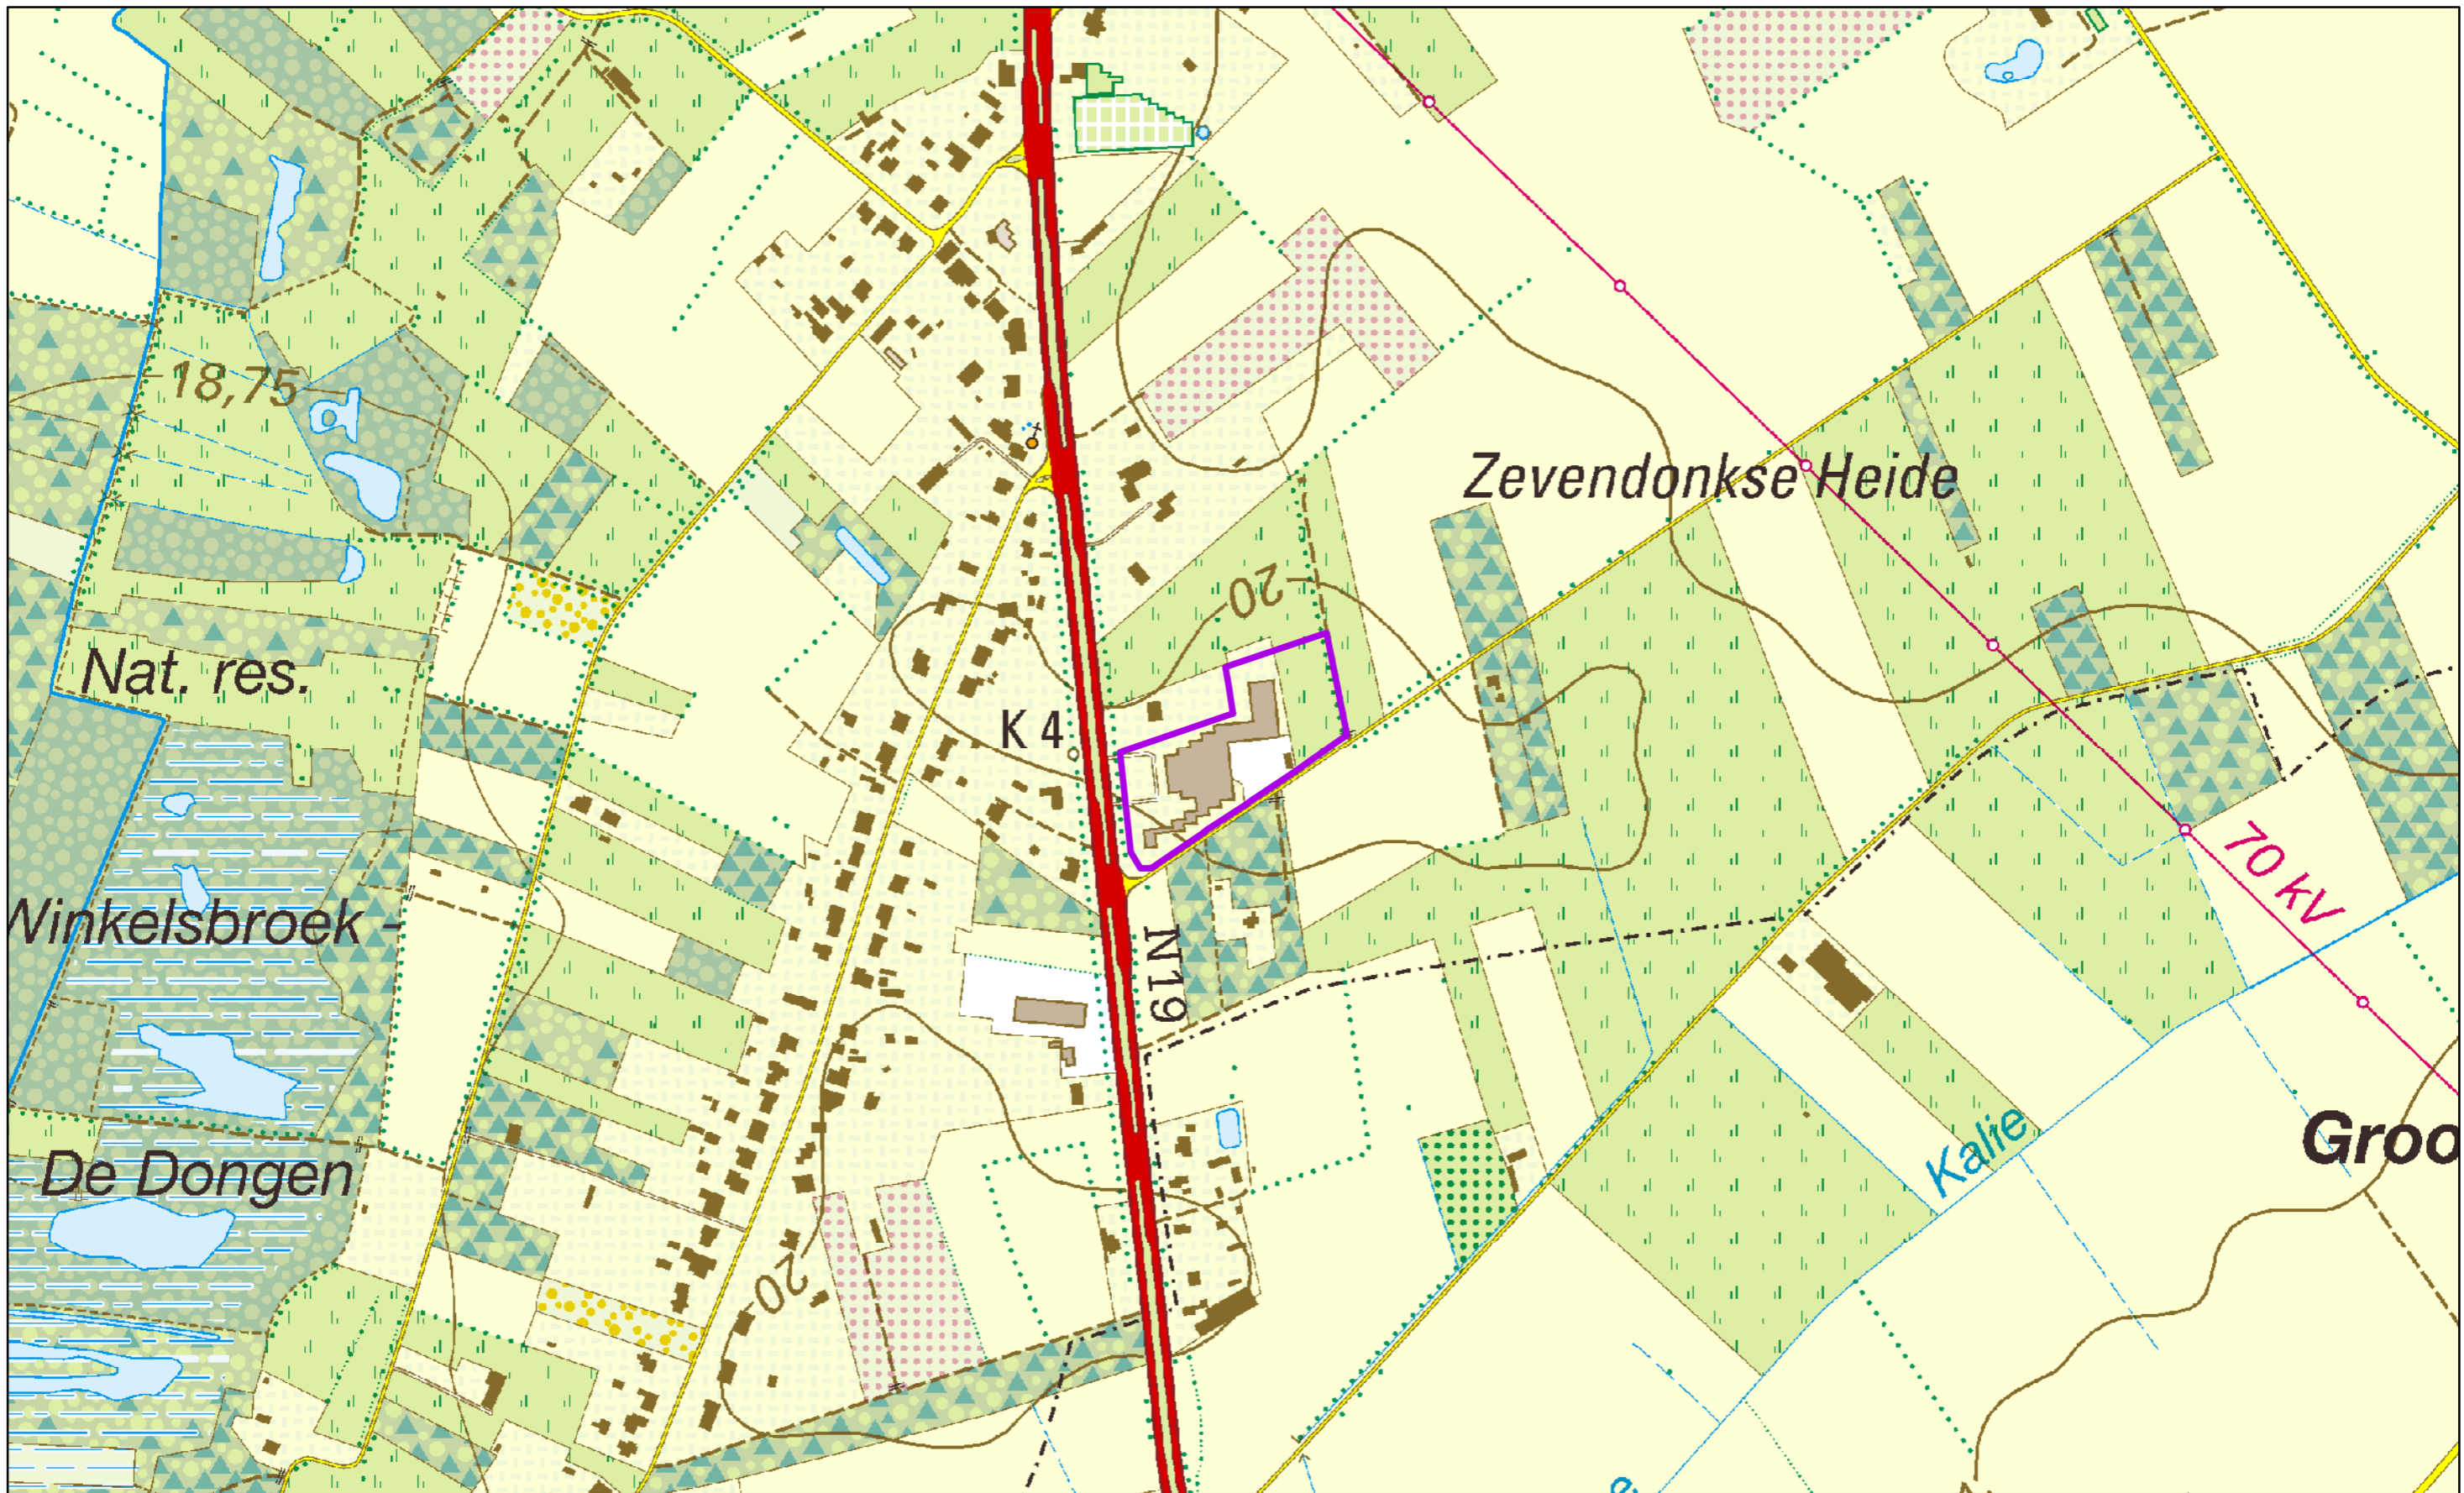 18,75
Zevendonkse Heide
20
Nat. res.
K 4
70 kV
Winkelsbroek -
N19
Kalie
Groo
De Dongen
20
e